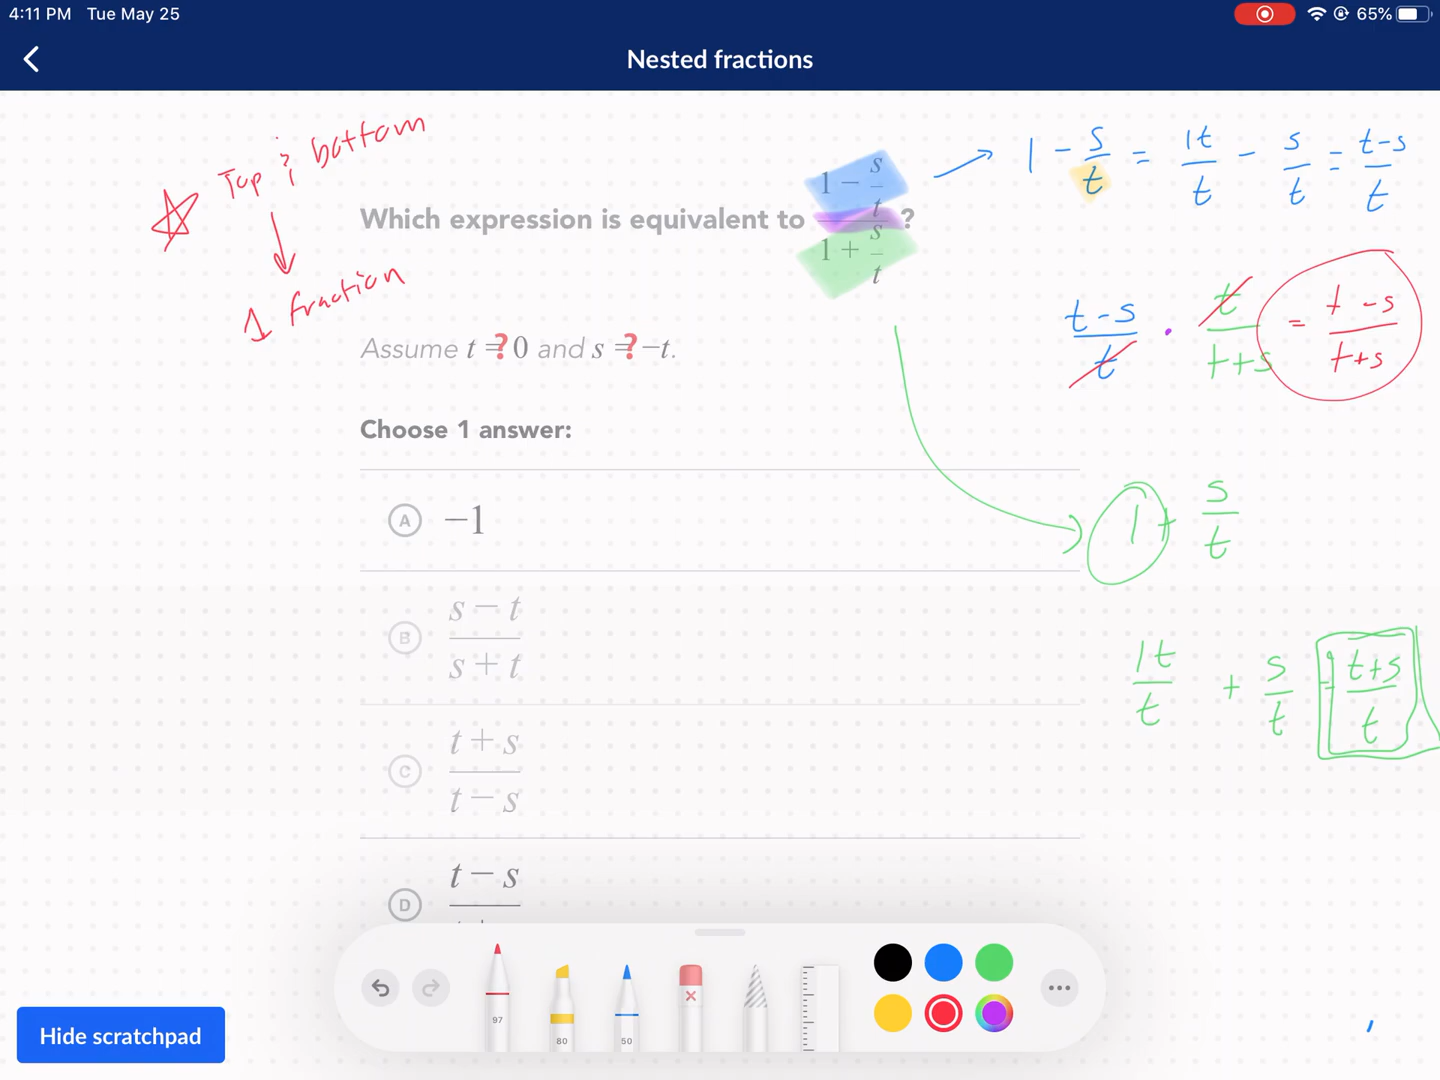 4:11 PM Tue May 25
65%
Nested fractions
☆ Top & bottom
↓
1 fraction
Which expression is equivalent to (1 − s/t)/(1 + s/t) ?
→ 1 − s/t = 1t/t − s/t = t−s/t
t−s/t · t/t+s = t−s/t+s
Assume t =? 0 and s =? −t.
Choose 1 answer:
A −1
1 + s/t
B s − t/s + t
1t/t + s/t = t+s/t
C t + s/t − s
D t − s
97 80 50
Hide scratchpad